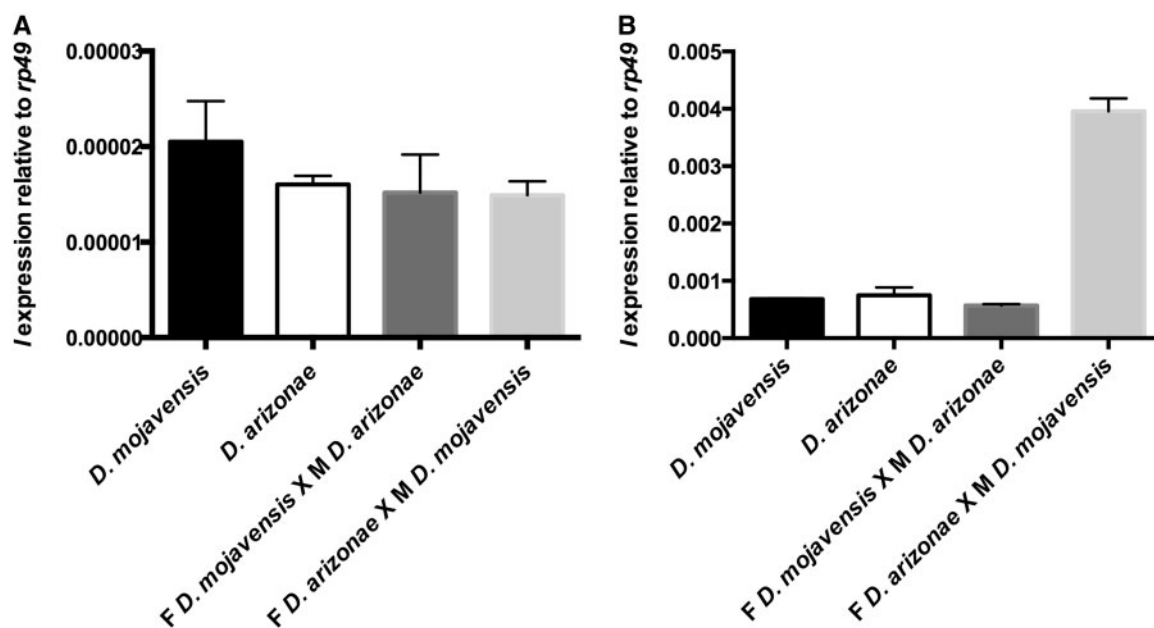 A
I expression relative to rp49
0.00003
0.00002
0.00001
0.00000
D. mojavensis
D. arizonae
F D. mojavensis X M D. arizonae
F D. arizonae X M D. mojavensis
B
I expression relative to rp49
0.005
0.004
0.003
0.002
0.001
0.000
D. mojavensis
D. arizonae
F D. mojavensis X M D. arizonae
F D. arizonae X M D. mojavensis